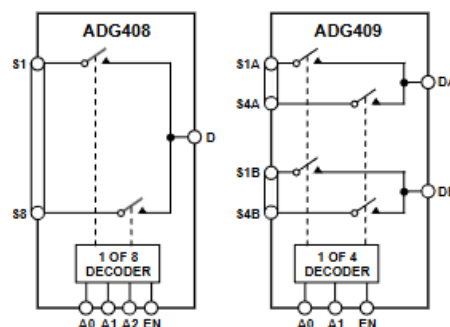 ADG408
S1
D
S8
1 OF 8
DECODER
A0 A1 A2 EN
ADG409
S1A
DA
S4A
S1B
DB
S4B
1 OF 4
DECODER
A0 A1 EN